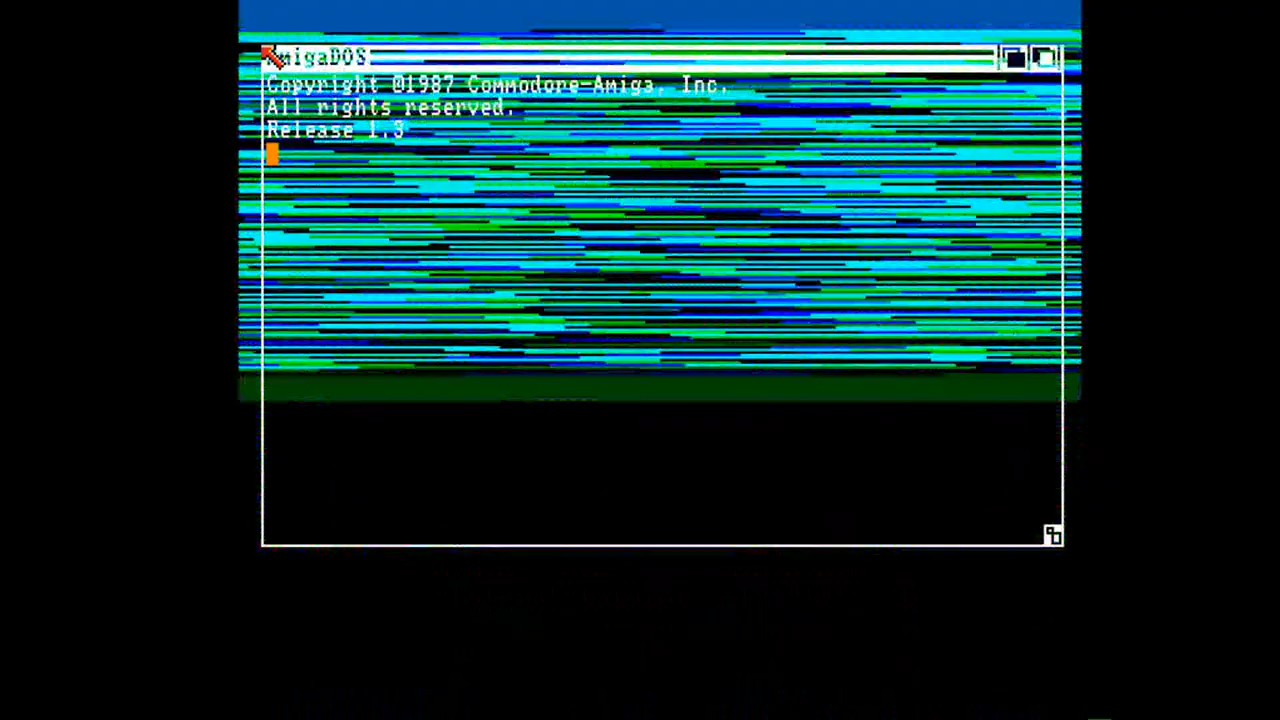 AmigaDOS
Copyright @1987 Commodore-Amiga, Inc.
All rights reserved.
Release 1.3